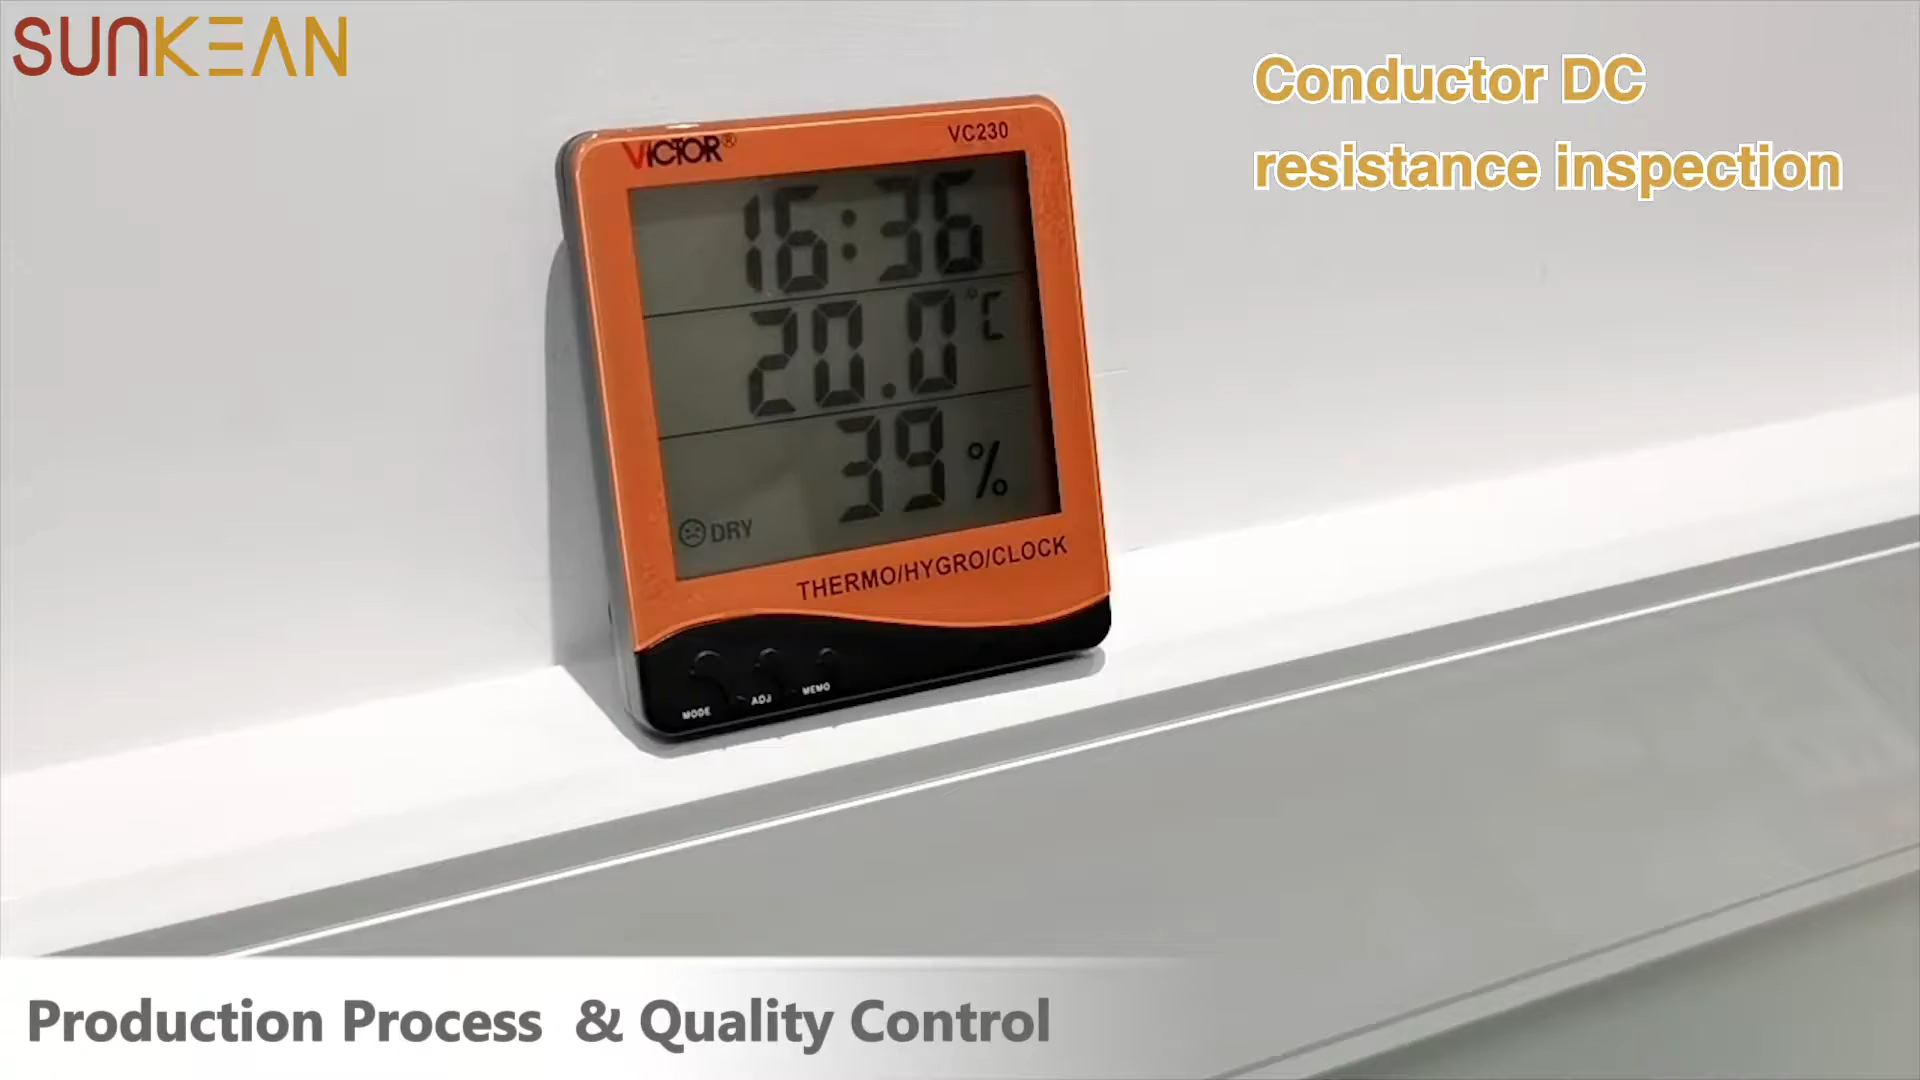 SUNKEAN
Conductor DC
resistance inspection
VICTOR®
VC230
16:36
20.0°C
39%
DRY
THERMO/HYGRO/CLOCK
MODE
ADJ
MEMO
Production Process & Quality Control